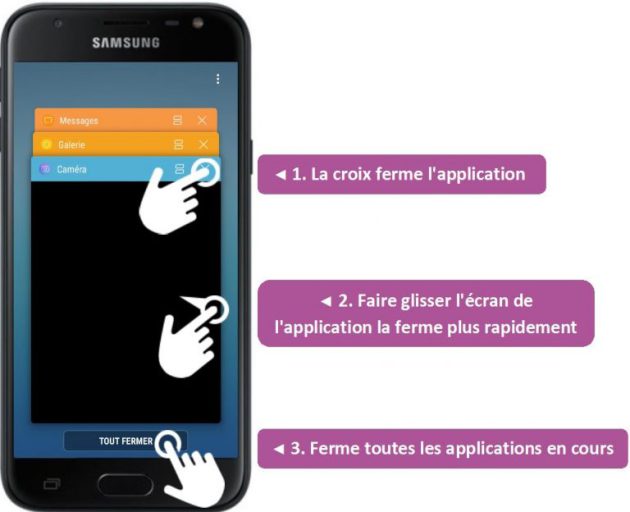 SAMSUNG
Messages
Galerie
Caméra
◄ 1. La croix ferme l'application
◄ 2. Faire glisser l'écran de
l'application la ferme plus rapidement
TOUT FERMER
◄ 3. Ferme toutes les applications en cours